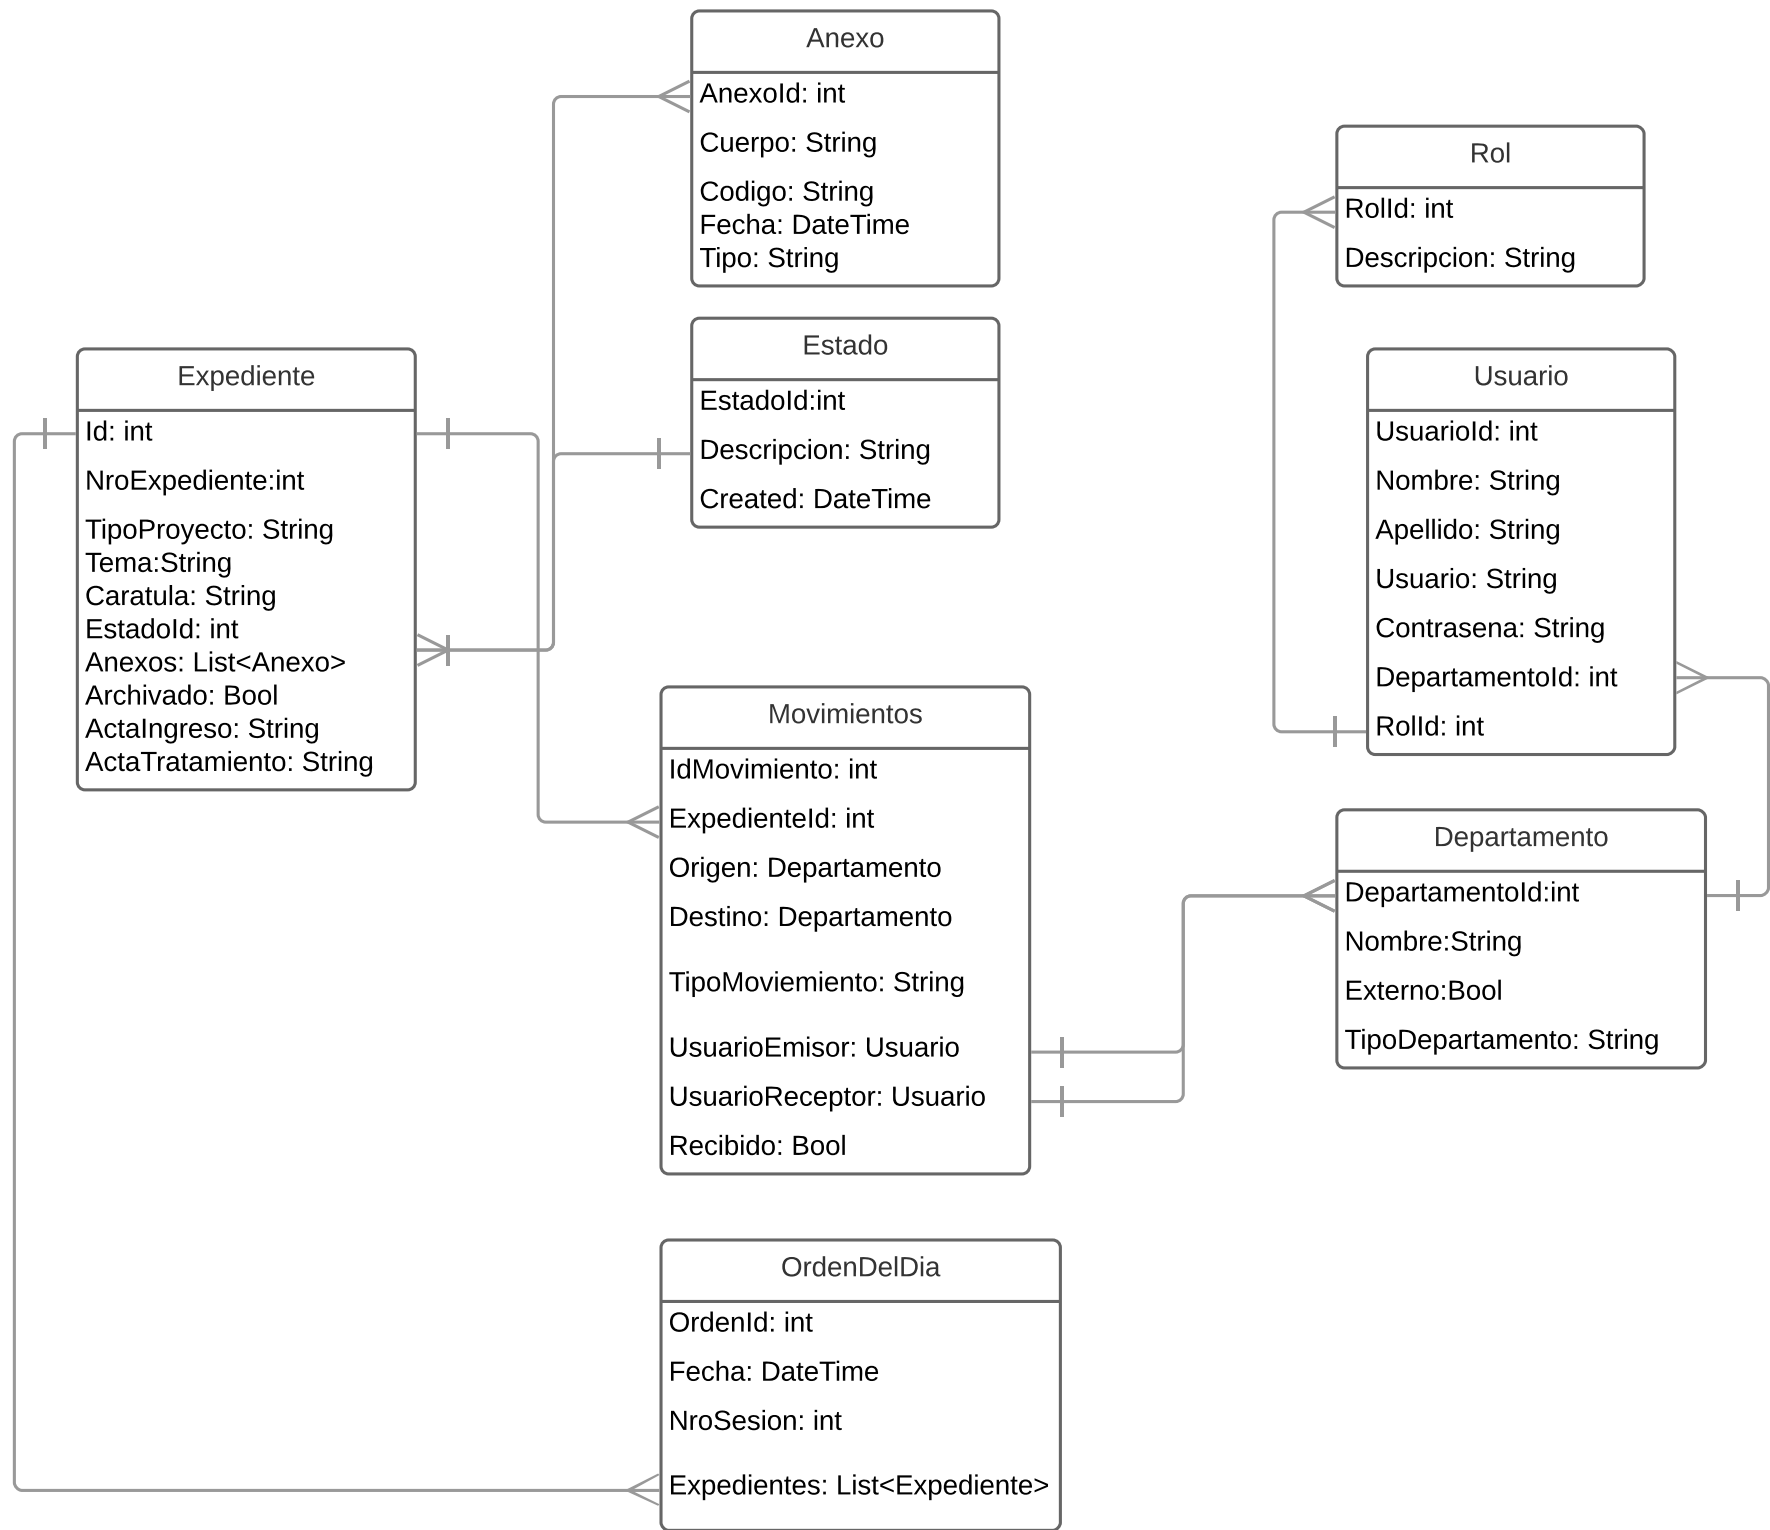 Anexo
AnexoId: int
Cuerpo: String
Codigo: String
Fecha: DateTime
Tipo: String
Rol
RolId: int
Descripcion: String
Estado
EstadoId:int
Descripcion: String
Created: DateTime
Expediente
Id: int
NroExpediente:int
TipoProyecto: String
Tema:String
Caratula: String
EstadoId: int
Anexos: List<Anexo>
Archivado: Bool
ActaIngreso: String
ActaTratamiento: String
Usuario
UsuarioId: int
Nombre: String
Apellido: String
Usuario: String
Contrasena: String
DepartamentoId: int
RolId: int
Movimientos
IdMovimiento: int
ExpedienteId: int
Origen: Departamento
Destino: Departamento
TipoMoviemiento: String
UsuarioEmisor: Usuario
UsuarioReceptor: Usuario
Recibido: Bool
Departamento
DepartamentoId:int
Nombre:String
Externo:Bool
TipoDepartamento: String
OrdenDelDia
OrdenId: int
Fecha: DateTime
NroSesion: int
Expedientes: List<Expediente>